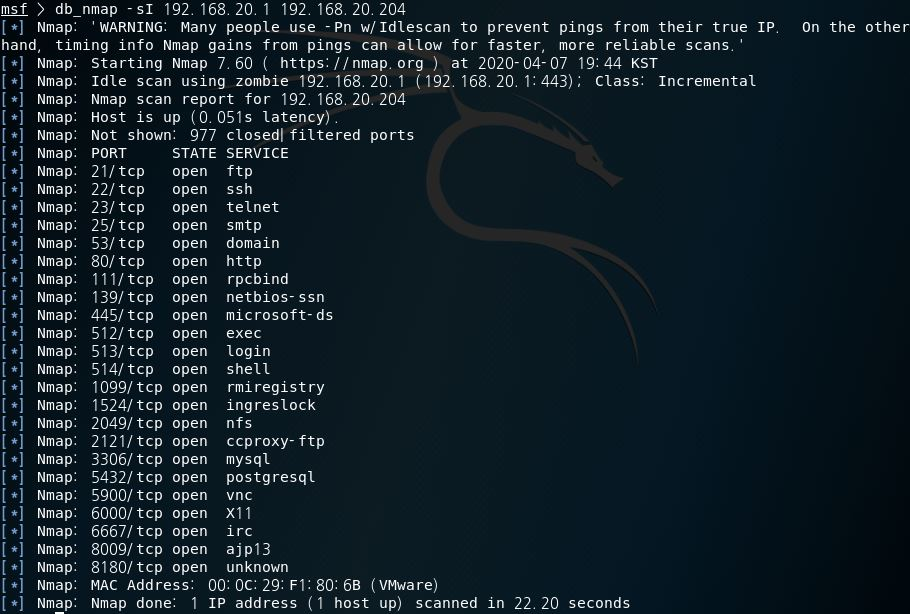 msf > db_nmap -sI 192.168.20.1 192.168.20.204
[*] Nmap: 'WARNING: Many people use -Pn w/Idlescan to prevent pings from their true IP.  On the other
hand, timing info Nmap gains from pings can allow for faster, more reliable scans.'
[*] Nmap: Starting Nmap 7.60 ( https://nmap.org ) at 2020-04-07 19:44 KST
[*] Nmap: Idle scan using zombie 192.168.20.1 (192.168.20.1:443); Class: Incremental
[*] Nmap: Nmap scan report for 192.168.20.204
[*] Nmap: Host is up (0.051s latency).
[*] Nmap: Not shown: 977 closed|filtered ports
[*] Nmap: PORT     STATE SERVICE
[*] Nmap: 21/tcp   open  ftp
[*] Nmap: 22/tcp   open  ssh
[*] Nmap: 23/tcp   open  telnet
[*] Nmap: 25/tcp   open  smtp
[*] Nmap: 53/tcp   open  domain
[*] Nmap: 80/tcp   open  http
[*] Nmap: 111/tcp  open  rpcbind
[*] Nmap: 139/tcp  open  netbios-ssn
[*] Nmap: 445/tcp  open  microsoft-ds
[*] Nmap: 512/tcp  open  exec
[*] Nmap: 513/tcp  open  login
[*] Nmap: 514/tcp  open  shell
[*] Nmap: 1099/tcp open  rmiregistry
[*] Nmap: 1524/tcp open  ingreslock
[*] Nmap: 2049/tcp open  nfs
[*] Nmap: 2121/tcp open  ccproxy-ftp
[*] Nmap: 3306/tcp open  mysql
[*] Nmap: 5432/tcp open  postgresql
[*] Nmap: 5900/tcp open  vnc
[*] Nmap: 6000/tcp open  X11
[*] Nmap: 6667/tcp open  irc
[*] Nmap: 8009/tcp open  ajp13
[*] Nmap: 8180/tcp open  unknown
[*] Nmap: MAC Address: 00:0C:29:F1:80:6B (VMware)
[*] Nmap: Nmap done: 1 IP address (1 host up) scanned in 22.20 seconds